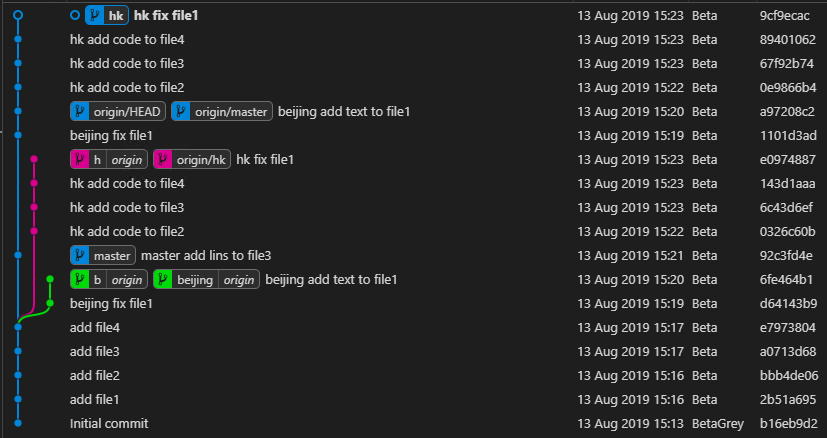 hk hk fix file1 13 Aug 2019 15:23 Beta 9cf9ecac
hk add code to file4 13 Aug 2019 15:23 Beta 89401062
hk add code to file3 13 Aug 2019 15:23 Beta 67f92b74
hk add code to file2 13 Aug 2019 15:22 Beta 0e9866b4
origin/HEAD origin/master beijing add text to file1 13 Aug 2019 15:20 Beta a97208c2
beijing fix file1 13 Aug 2019 15:19 Beta 1101d3ad
h origin origin/hk hk fix file1 13 Aug 2019 15:23 Beta e0974887
hk add code to file4 13 Aug 2019 15:23 Beta 143d1aaa
hk add code to file3 13 Aug 2019 15:23 Beta 6c43d6ef
hk add code to file2 13 Aug 2019 15:22 Beta 0326c60b
master master add lins to file3 13 Aug 2019 15:21 Beta 92c3fd4e
b origin beijing origin beijing add text to file1 13 Aug 2019 15:20 Beta 6fe464b1
beijing fix file1 13 Aug 2019 15:19 Beta d64143b9
add file4 13 Aug 2019 15:17 Beta e7973804
add file3 13 Aug 2019 15:17 Beta a0713d68
add file2 13 Aug 2019 15:16 Beta bbb4de06
add file1 13 Aug 2019 15:16 Beta 2b51a695
Initial commit 13 Aug 2019 15:13 BetaGrey b16eb9d2